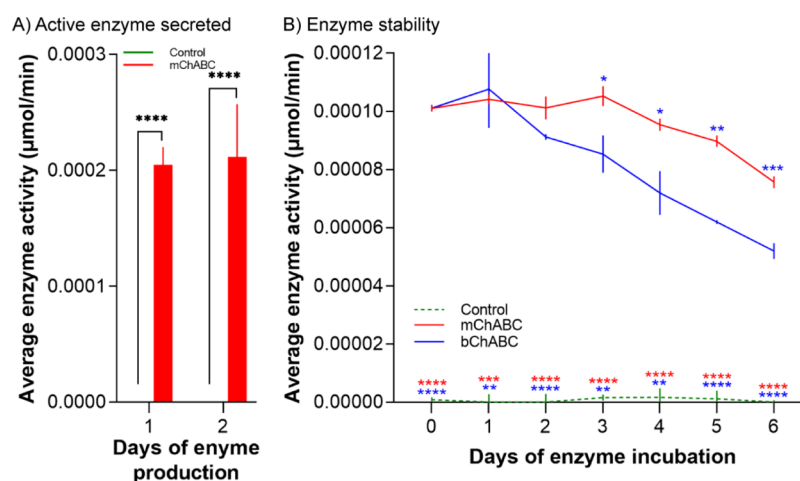 A) Active enzyme secreted
Average enzyme activity (µmol/min)
0.0003
0.0002
0.0001
0.0000
Control
mChABC
****
****
1
2
Days of enyme
production
B) Enzyme stability
Average enzyme activity (µmol/min)
0.00012
0.00010
0.00008
0.00006
0.00004
0.00002
0.00000
*
*
**
***
Control
mChABC
bChABC
**** *** **** **** **** **** ****
**** ** **** ** ** **** ****
0 1 2 3 4 5 6
Days of enzyme incubation